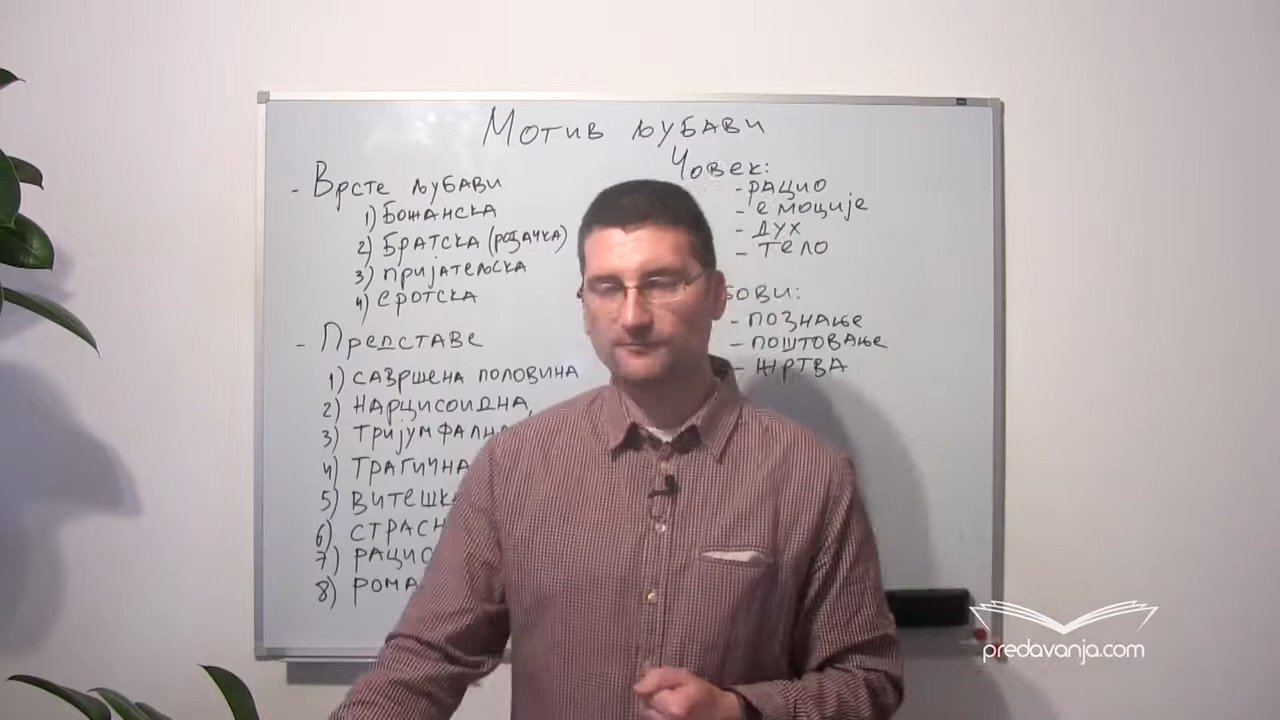 Мотив љубави
- Врсте љубави
1) Божанска
2) Братска (рођачка)
3) Пријатељска
4) Еротска
- Представе
1) савршена половина
2) нарцисоидна,
3) тријумфалн
4) трагична
5) витешк
6) страсн
7) рацио
8) рома
Човек:
- рацио
- емоције
- дух
- тело
бови:
- познање
- поштовање
- жртва
predavanja.com